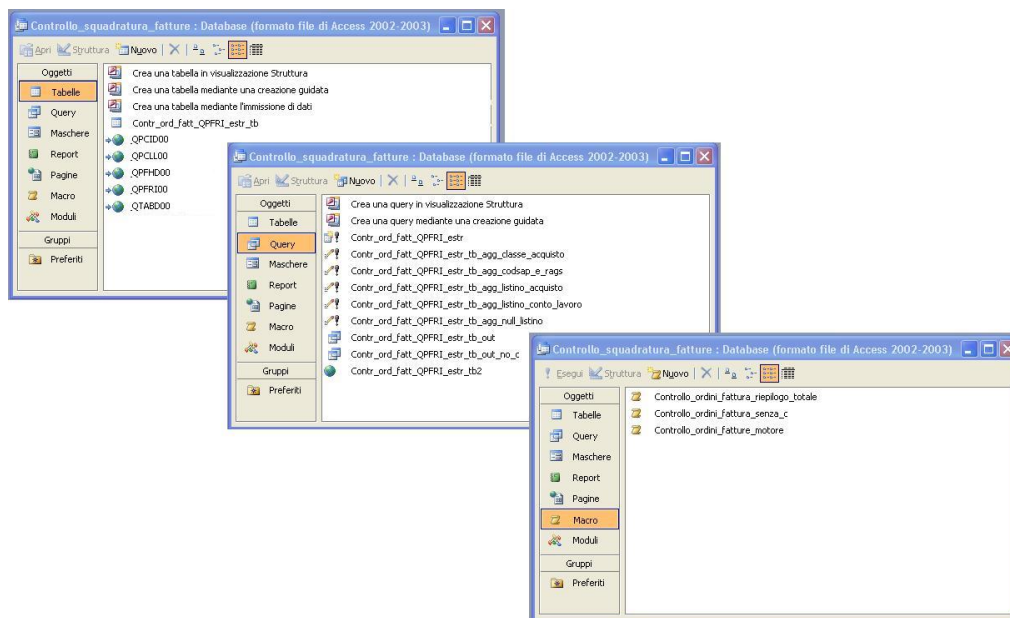 Controllo_squadratura_fatture : Database (formato file di Access 2002-2003)
Apri Struttura Nuovo
Oggetti
Tabelle
Query
Maschere
Report
Pagine
Macro
Moduli
Gruppi
Preferiti
Crea una tabella in visualizzazione Struttura
Crea una tabella mediante una creazione guidata
Crea una tabella mediante l'immissione di dati
Contr_ord_fatt_QPFRI_estr_tb
QPCID00
QPCLL00
QPFHD00
QPFRI00
QTABD00
Controllo_squadratura_fatture : Database (formato file di Access 2002-2003)
Apri Struttura Nuovo
Oggetti
Tabelle
Query
Maschere
Report
Pagine
Macro
Moduli
Gruppi
Preferiti
Crea una query in visualizzazione Struttura
Crea una query mediante una creazione guidata
Contr_ord_fatt_QPFRI_estr
Contr_ord_fatt_QPFRI_estr_tb_agg_classe_acquisto
Contr_ord_fatt_QPFRI_estr_tb_agg_codsap_e_rags
Contr_ord_fatt_QPFRI_estr_tb_agg_listino_acquisto
Contr_ord_fatt_QPFRI_estr_tb_agg_listino_conto_lavoro
Contr_ord_fatt_QPFRI_estr_tb_agg_null_listino
Contr_ord_fatt_QPFRI_estr_tb_out
Contr_ord_fatt_QPFRI_estr_tb_out_no_c
Contr_ord_fatt_QPFRI_estr_tb2
Controllo_squadratura_fatture : Database (formato file di Access 2002-2003)
Esegui Struttura Nuovo
Oggetti
Tabelle
Query
Maschere
Report
Pagine
Macro
Moduli
Gruppi
Preferiti
Controllo_ordini_fattura_riepilogo_totale
Controllo_ordini_fattura_senza_c
Controllo_ordini_fatture_motore